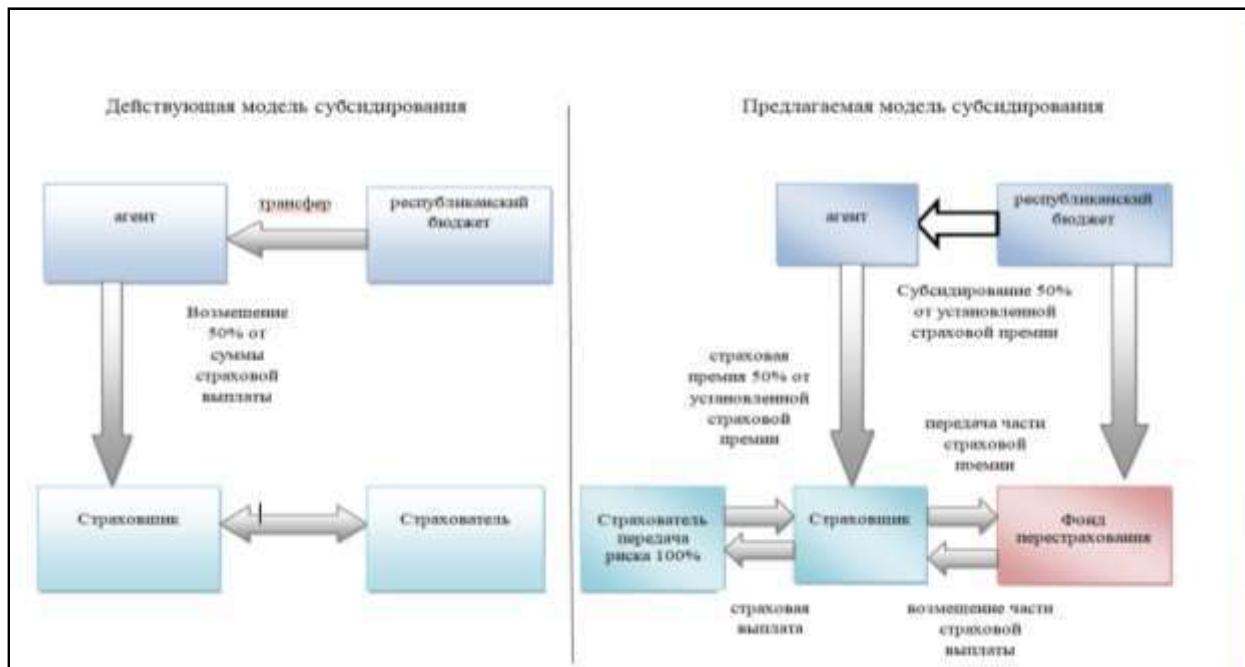 Действующая модель субсидирования
Предлагаемая модель субсидирования
агент
трансфер
республиканский
бюджет
Возмещение
50% от
суммы
страховой
выплаты
Страховщик
Страхователь
агент
республиканский
бюджет
Субсидирование 50%
от установленной
страховой премии
страховая
премия 50% от
установленной
страховой
премии
передача части
страховой
поемии
Страхователь
передача
риска 100%
Страховщик
Фонд
перестрахования
страховая
выплата
возмещение части
страховой
выплаты